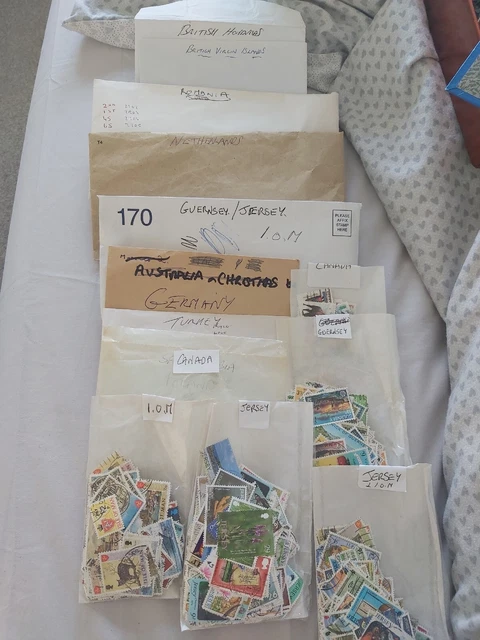 BRITISH HONDURAS
BRITISH VIRGIN ISLANDS
ROMANIA
NETHERLANDS
170
GUERNSEY/JERSEY.
I.O.M
PLEASE
AFFIX
STAMP
HERE
AUSTRALIA & CHRISTMAS
GERMANY
TURKEY
CANADA
CANADA
GUERNSEY
I.O.M
JERSEY
JERSEY
I.O.M